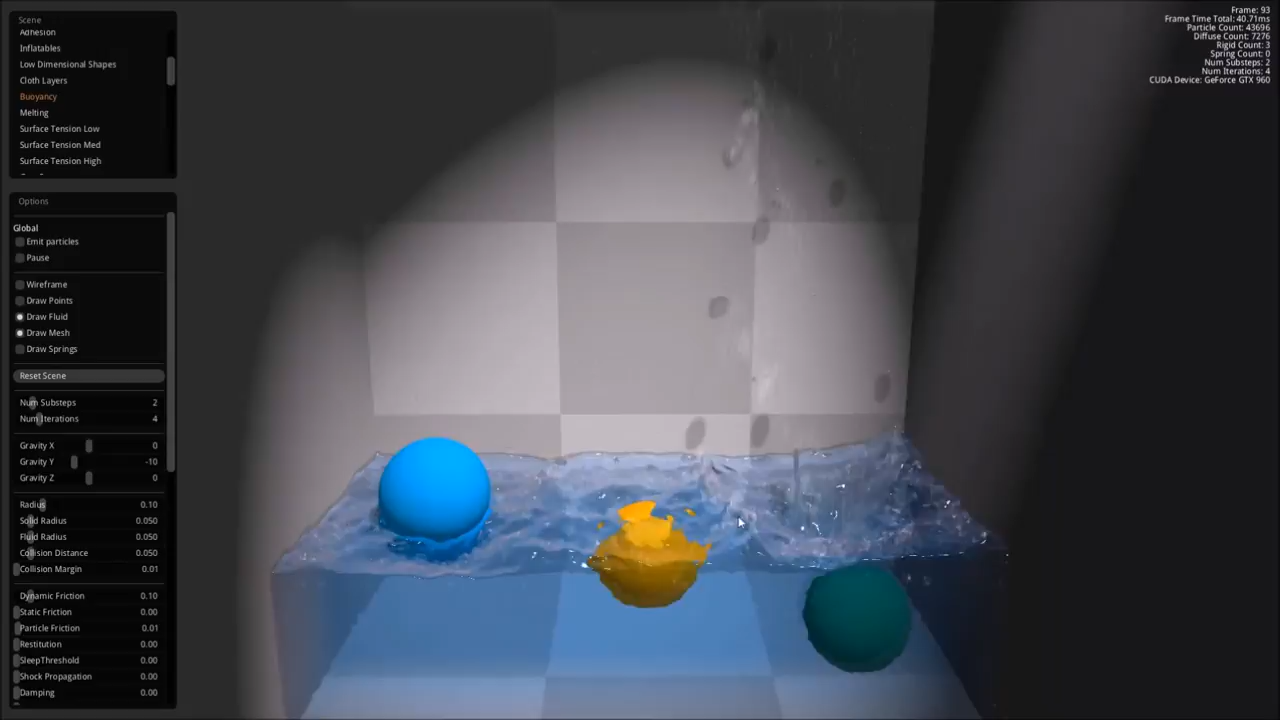 Scene
Adhesion
Inflatables
Low Dimensional Shapes
Cloth Layers
Buoyancy
Melting
Surface Tension Low
Surface Tension Med
Surface Tension High
Options
Global
Emit particles
Pause
Wireframe
Draw Points
Draw Fluid
Draw Mesh
Draw Springs
Reset Scene
Num Substeps 2
Num Iterations 4
Gravity X 0
Gravity Y -10
Gravity Z 0
Radius 0.10
Solid Radius 0.050
Fluid Radius 0.050
Collision Distance 0.050
Collision Margin 0.01
Dynamic Friction 0.10
Static Friction 0.00
Particle Friction 0.01
Restitution 0.00
SleepThreshold 0.00
Shock Propagation 0.00
Damping 0.00
Frame: 93
Frame Time Total: 40.71ms
Particle Count: 43696
Diffuse Count: 7276
Rigid Count: 3
Spring Count: 0
Num Substeps: 2
Num Iterations: 4
CUDA Device: GeForce GTX 960